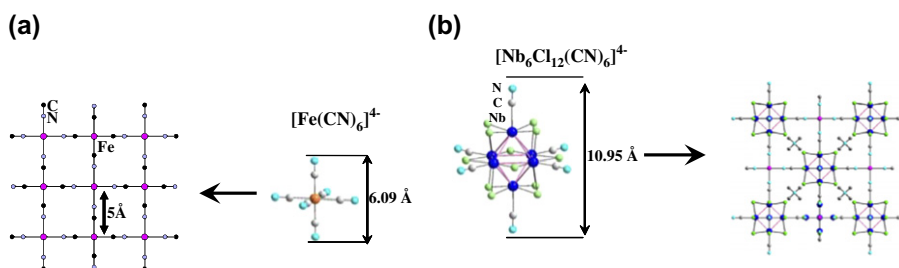 (a)
C
N
Fe
5Å
[Fe(CN)6]4-
6.09 Å
(b)
[Nb6Cl12(CN)6]4-
N
C
Nb
10.95 Å